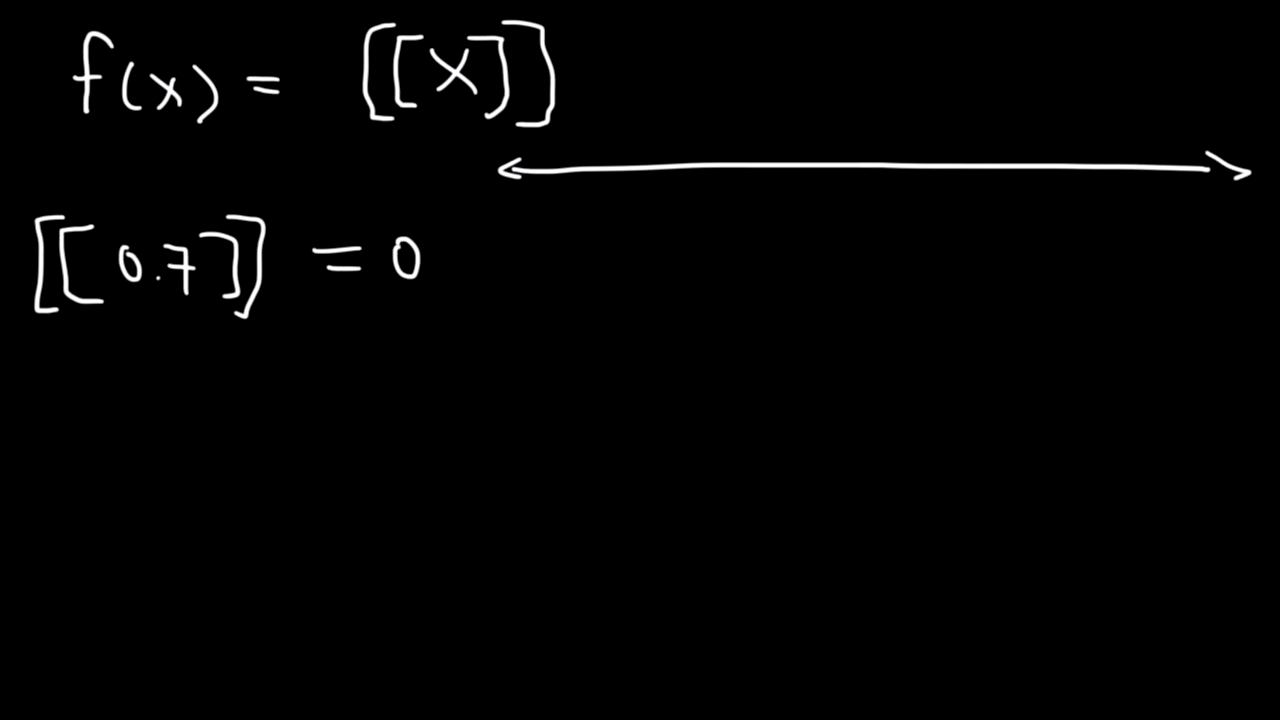 f(x) = [[x]]
[[0.7]] = 0